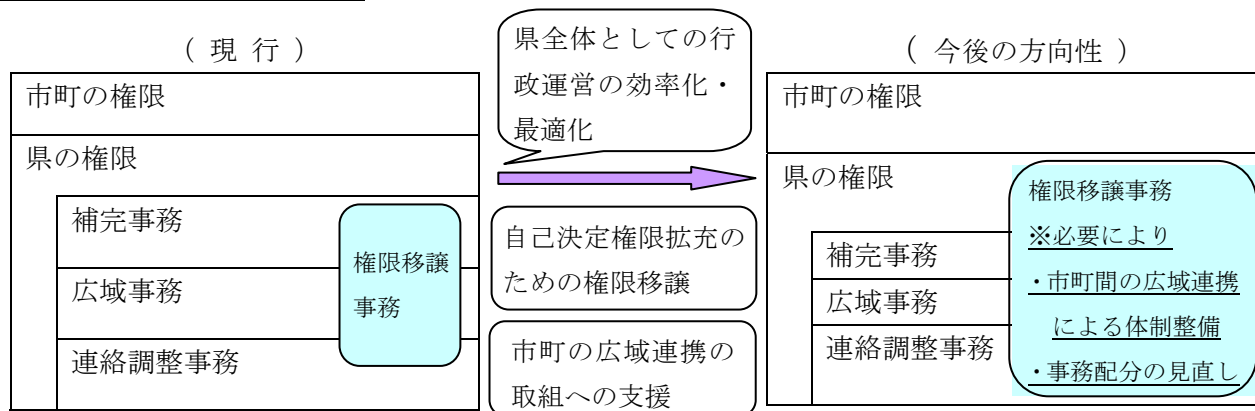 （ 現 行 ）
市町の権限
県の権限
補完事務
広域事務
連絡調整事務
権限移譲
事務
県全体としての行
政運営の効率化・
最適化
自己決定権限拡充の
ための権限移譲
市町の広域連携の
取組への支援
（ 今後の方向性 ）
市町の権限
県の権限
補完事務
広域事務
連絡調整事務
権限移譲事務
※必要により
・市町間の広域連携
による体制整備
・事務配分の見直し